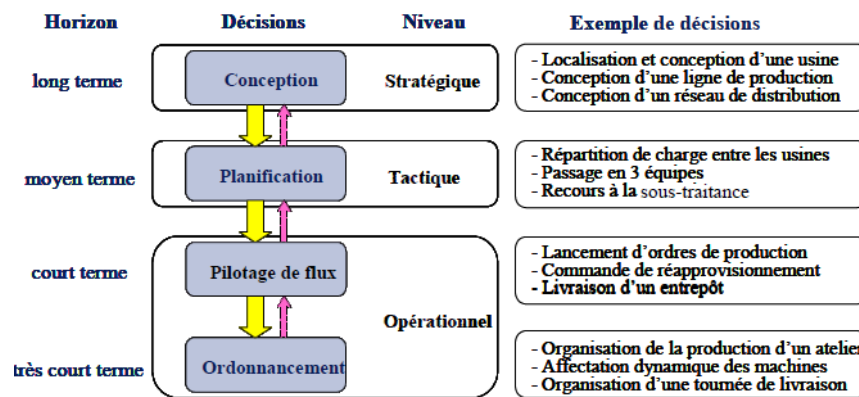 Horizon Décisions Niveau Exemple de décisions
long terme Conception Stratégique
- Localisation et conception d'une usine
- Conception d'une ligne de production
- Conception d'un réseau de distribution
moyen terme Planification Tactique
- Répartition de charge entre les usines
- Passage en 3 équipes
- Recours à la sous-traitance
court terme Pilotage de flux
- Lancement d'ordres de production
- Commande de réapprovisionnement
- Livraison d'un entrepôt
Opérationnel
très court terme Ordonnancement
- Organisation de la production d'un atelier
- Affectation dynamique des machines
- Organisation d'une tournée de livraison